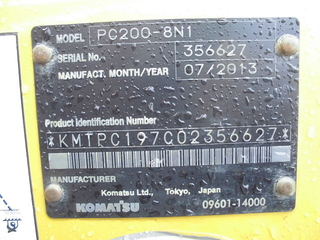 MODEL PC200-8N1
SERIAL No. 356627
MANUFACT. MONTH/YEAR 07/2013
Product Identification Number
*KMTPC197C02356627*
MANUFACTURER
Komatsu Ltd., Tokyo, Japan
KOMATSU 09601-14000